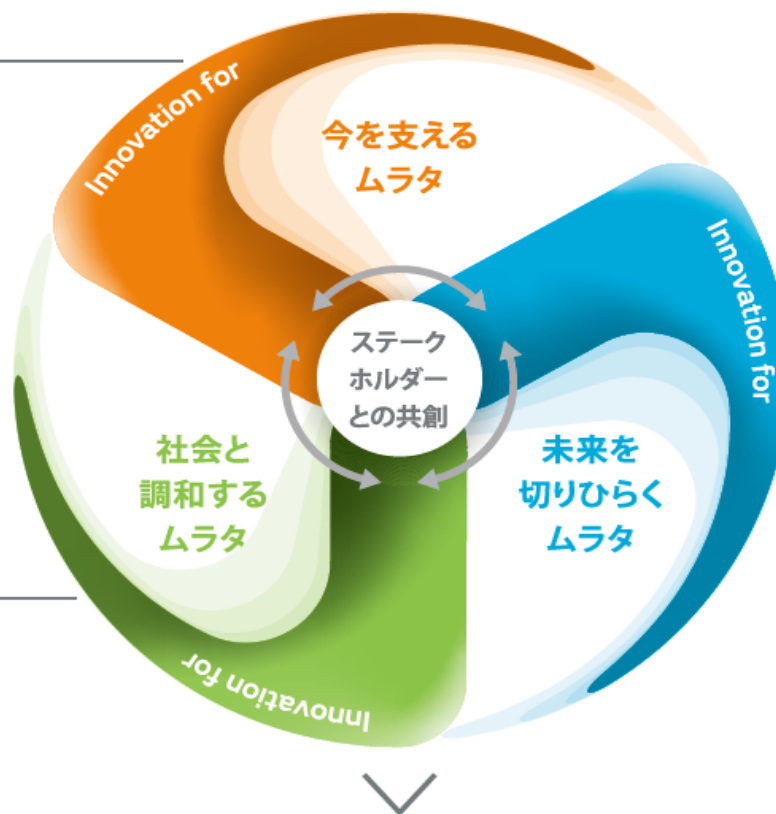 Innovation for
今を支える
ムラタ
Innovation for
ステーク
ホルダー
との共創
社会と
調和する
ムラタ
未来を
切りひらく
ムラタ
Innovation for